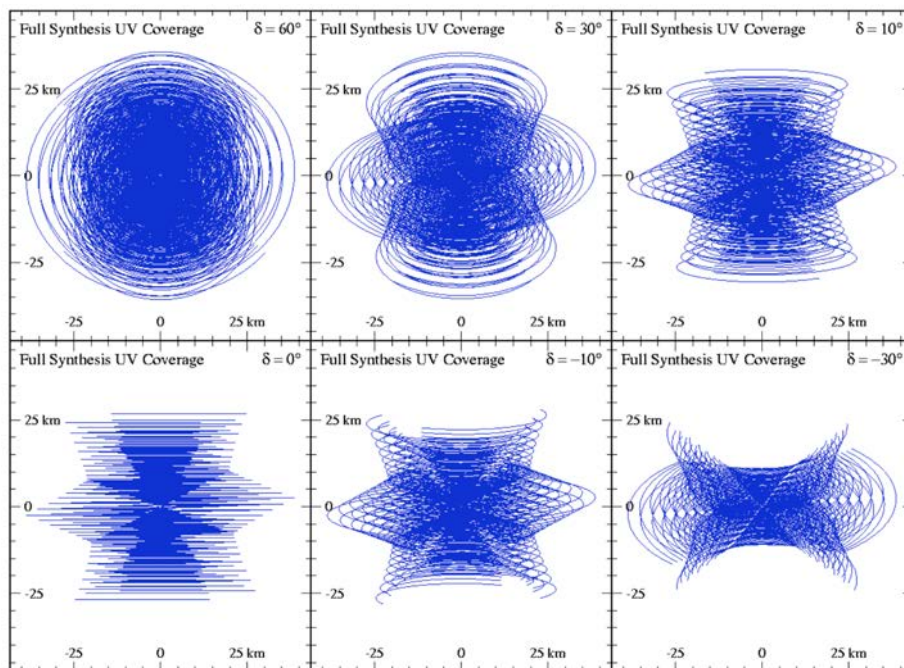 Full Synthesis UV Coverage δ = 60°
25 km
0
-25
-25 0 25 km
Full Synthesis UV Coverage δ = 30°
25 km
0
-25
-25 0 25 km
Full Synthesis UV Coverage δ = 10°
25 km
0
-25
-25 0 25 km
Full Synthesis UV Coverage δ = 0°
25 km
0
-25
-25 0 25 km
Full Synthesis UV Coverage δ = −10°
25 km
0
-25
-25 0 25 km
Full Synthesis UV Coverage δ = −30°
25 km
0
-25
-25 0 25 km